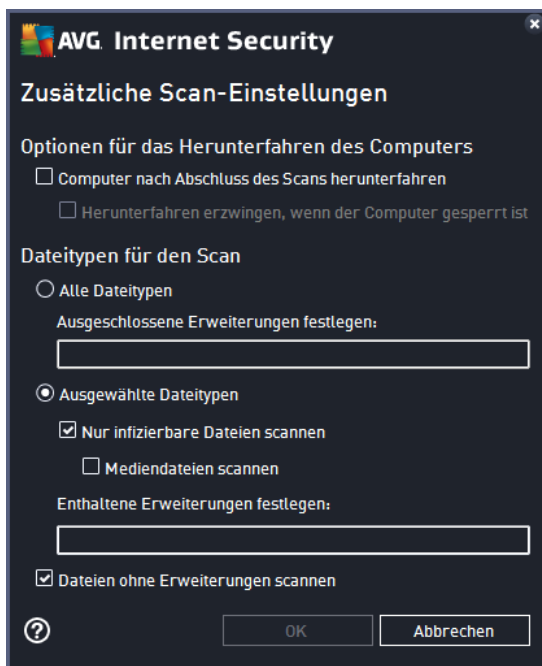 AVG. Internet Security
Zusätzliche Scan-Einstellungen
Optionen für das Herunterfahren des Computers
Computer nach Abschluss des Scans herunterfahren
Herunterfahren erzwingen, wenn der Computer gesperrt ist
Dateitypen für den Scan
Alle Dateitypen
Ausgeschlossene Erweiterungen festlegen:
Ausgewählte Dateitypen
Nur infizierbare Dateien scannen
Mediendateien scannen
Enthaltene Erweiterungen festlegen:
Dateien ohne Erweiterungen scannen
OK
Abbrechen